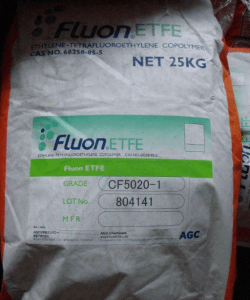 Fluon.ETFE
ETHYLENE-TETRAFLUOROETHYLENE COPOLYMER
CAS NO. 68258-85-5
NET 25KG
Fluon.ETFE
Fluon ETFE
GRADE CF5020-1
LOT No. 804141
M F R
AGC